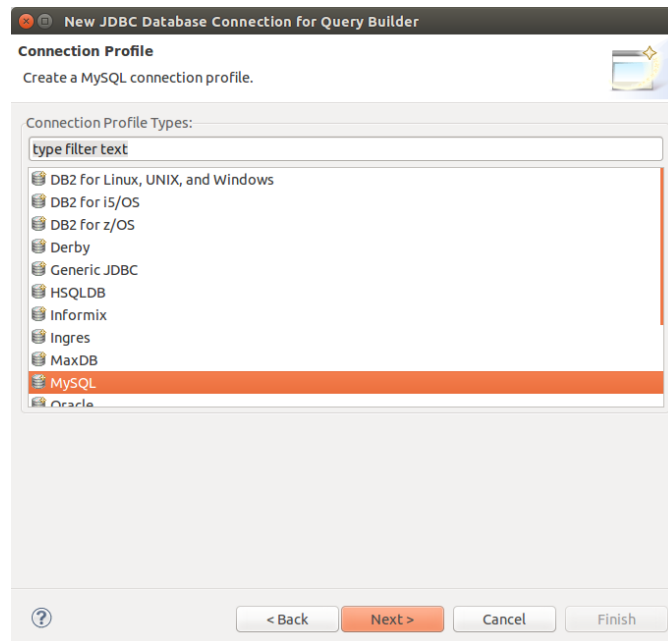 New JDBC Database Connection for Query Builder
Connection Profile
Create a MySQL connection profile.
Connection Profile Types:
type filter text
DB2 for Linux, UNIX, and Windows
DB2 for i5/OS
DB2 for z/OS
Derby
Generic JDBC
HSQLDB
Informix
Ingres
MaxDB
MySQL
Oracle
? < Back Next > Cancel Finish